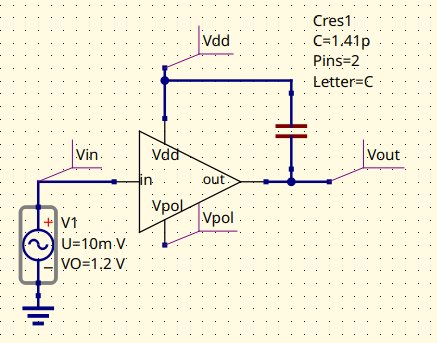 Cres1
C=1.41p
Pins=2
Letter=C
Vdd
Vin
Vdd
in
out
Vpol
Vpol
Vout
V1
U=10m V
VO=1.2 V